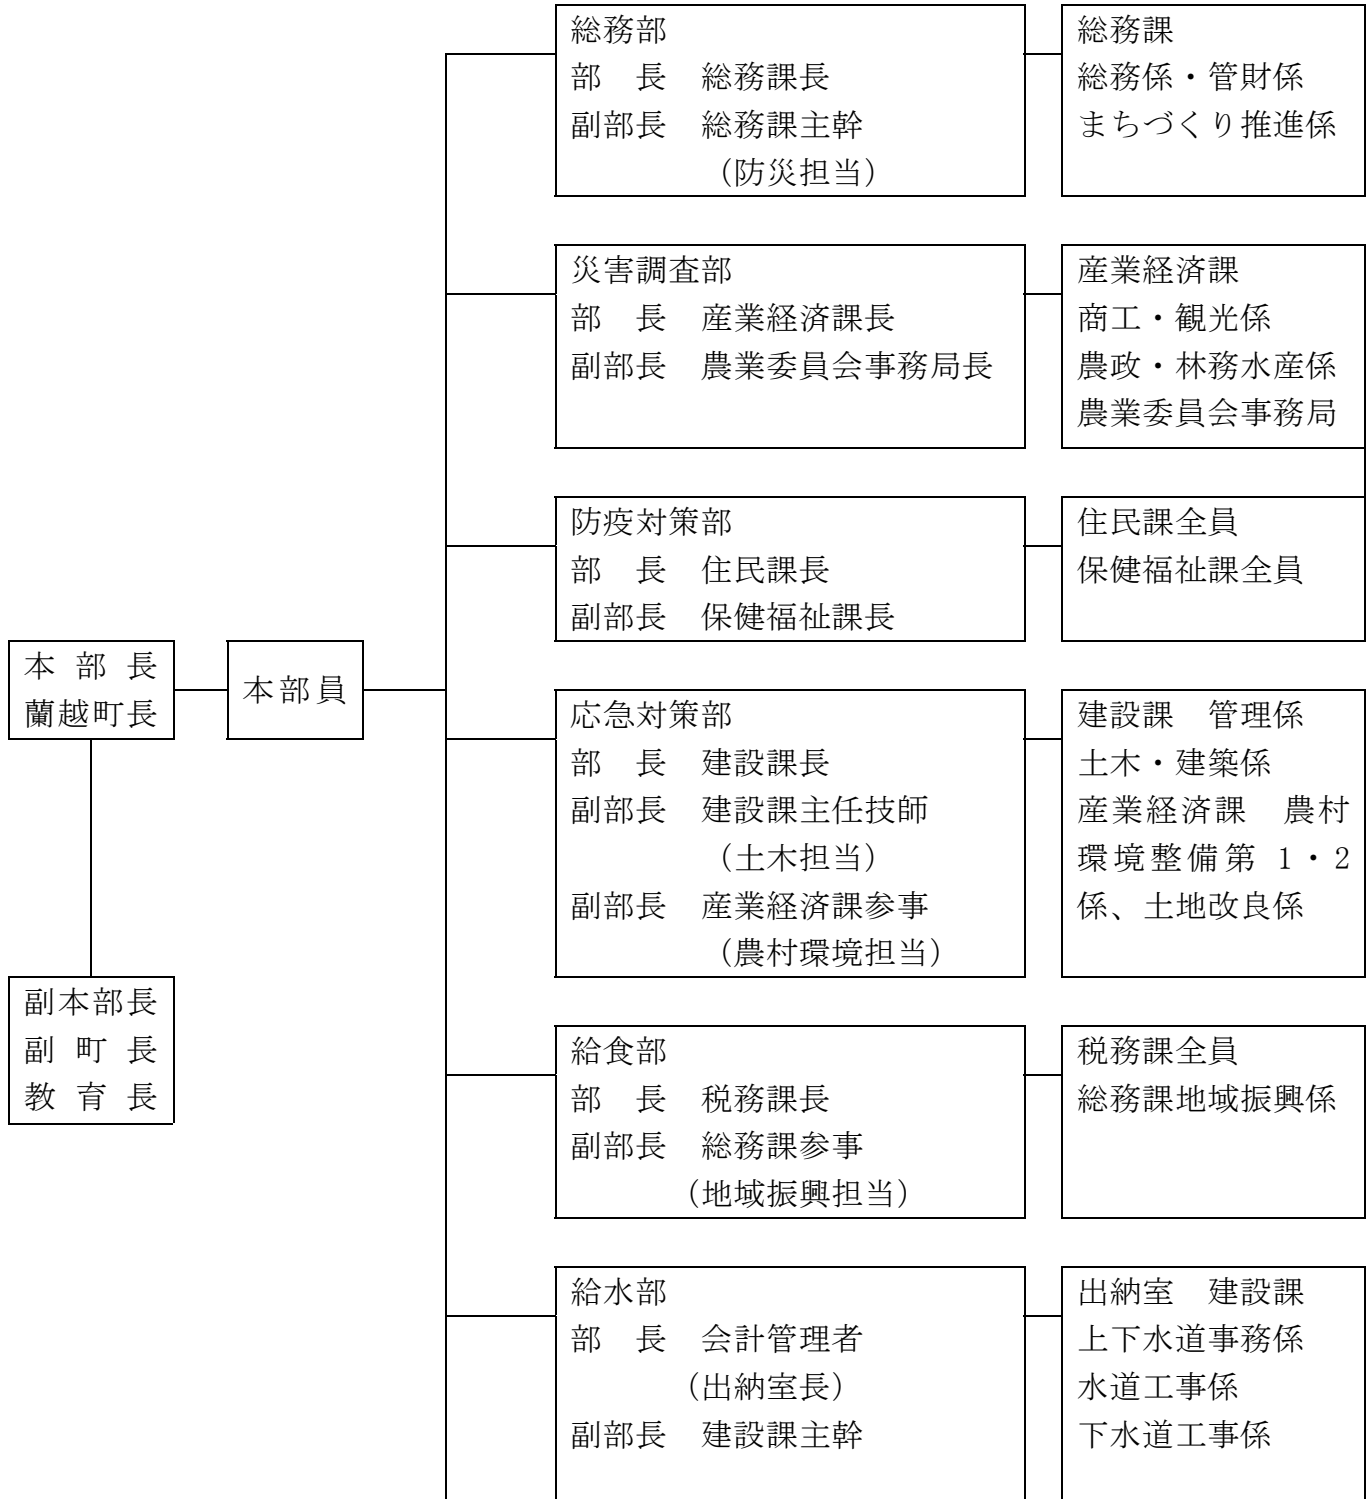 本部長
蘭越町長
副本部長
副町長
教育長
本部員
総務部
部　長　総務課長
副部長　総務課主幹
（防災担当）
総務課
総務係・管財係
まちづくり推進係
災害調査部
部　長　産業経済課長
副部長　農業委員会事務局長
産業経済課
商工・観光係
農政・林務水産係
農業委員会事務局
防疫対策部
部　長　住民課長
副部長　保健福祉課長
住民課全員
保健福祉課全員
応急対策部
部　長　建設課長
副部長　建設課主任技師
（土木担当）
副部長　産業経済課参事
（農村環境担当）
建設課　管理係
土木・建築係
産業経済課　農村
環境整備第 1・2
係、土地改良係
給食部
部　長　税務課長
副部長　総務課参事
（地域振興担当）
税務課全員
総務課地域振興係
給水部
部　長　会計管理者
（出納室長）
副部長　建設課主幹
出納室　建設課
上下水道事務係
水道工事係
下水道工事係